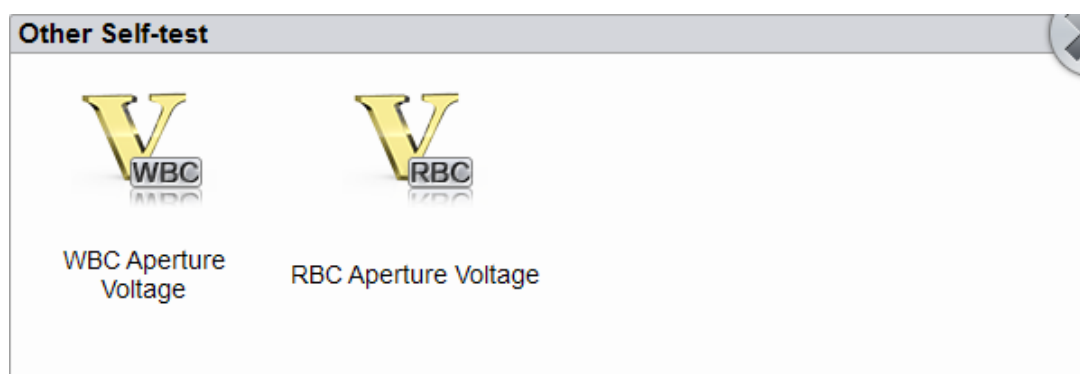 Other Self-test
WBC
RBC
WBC Aperture
Voltage
RBC Aperture Voltage